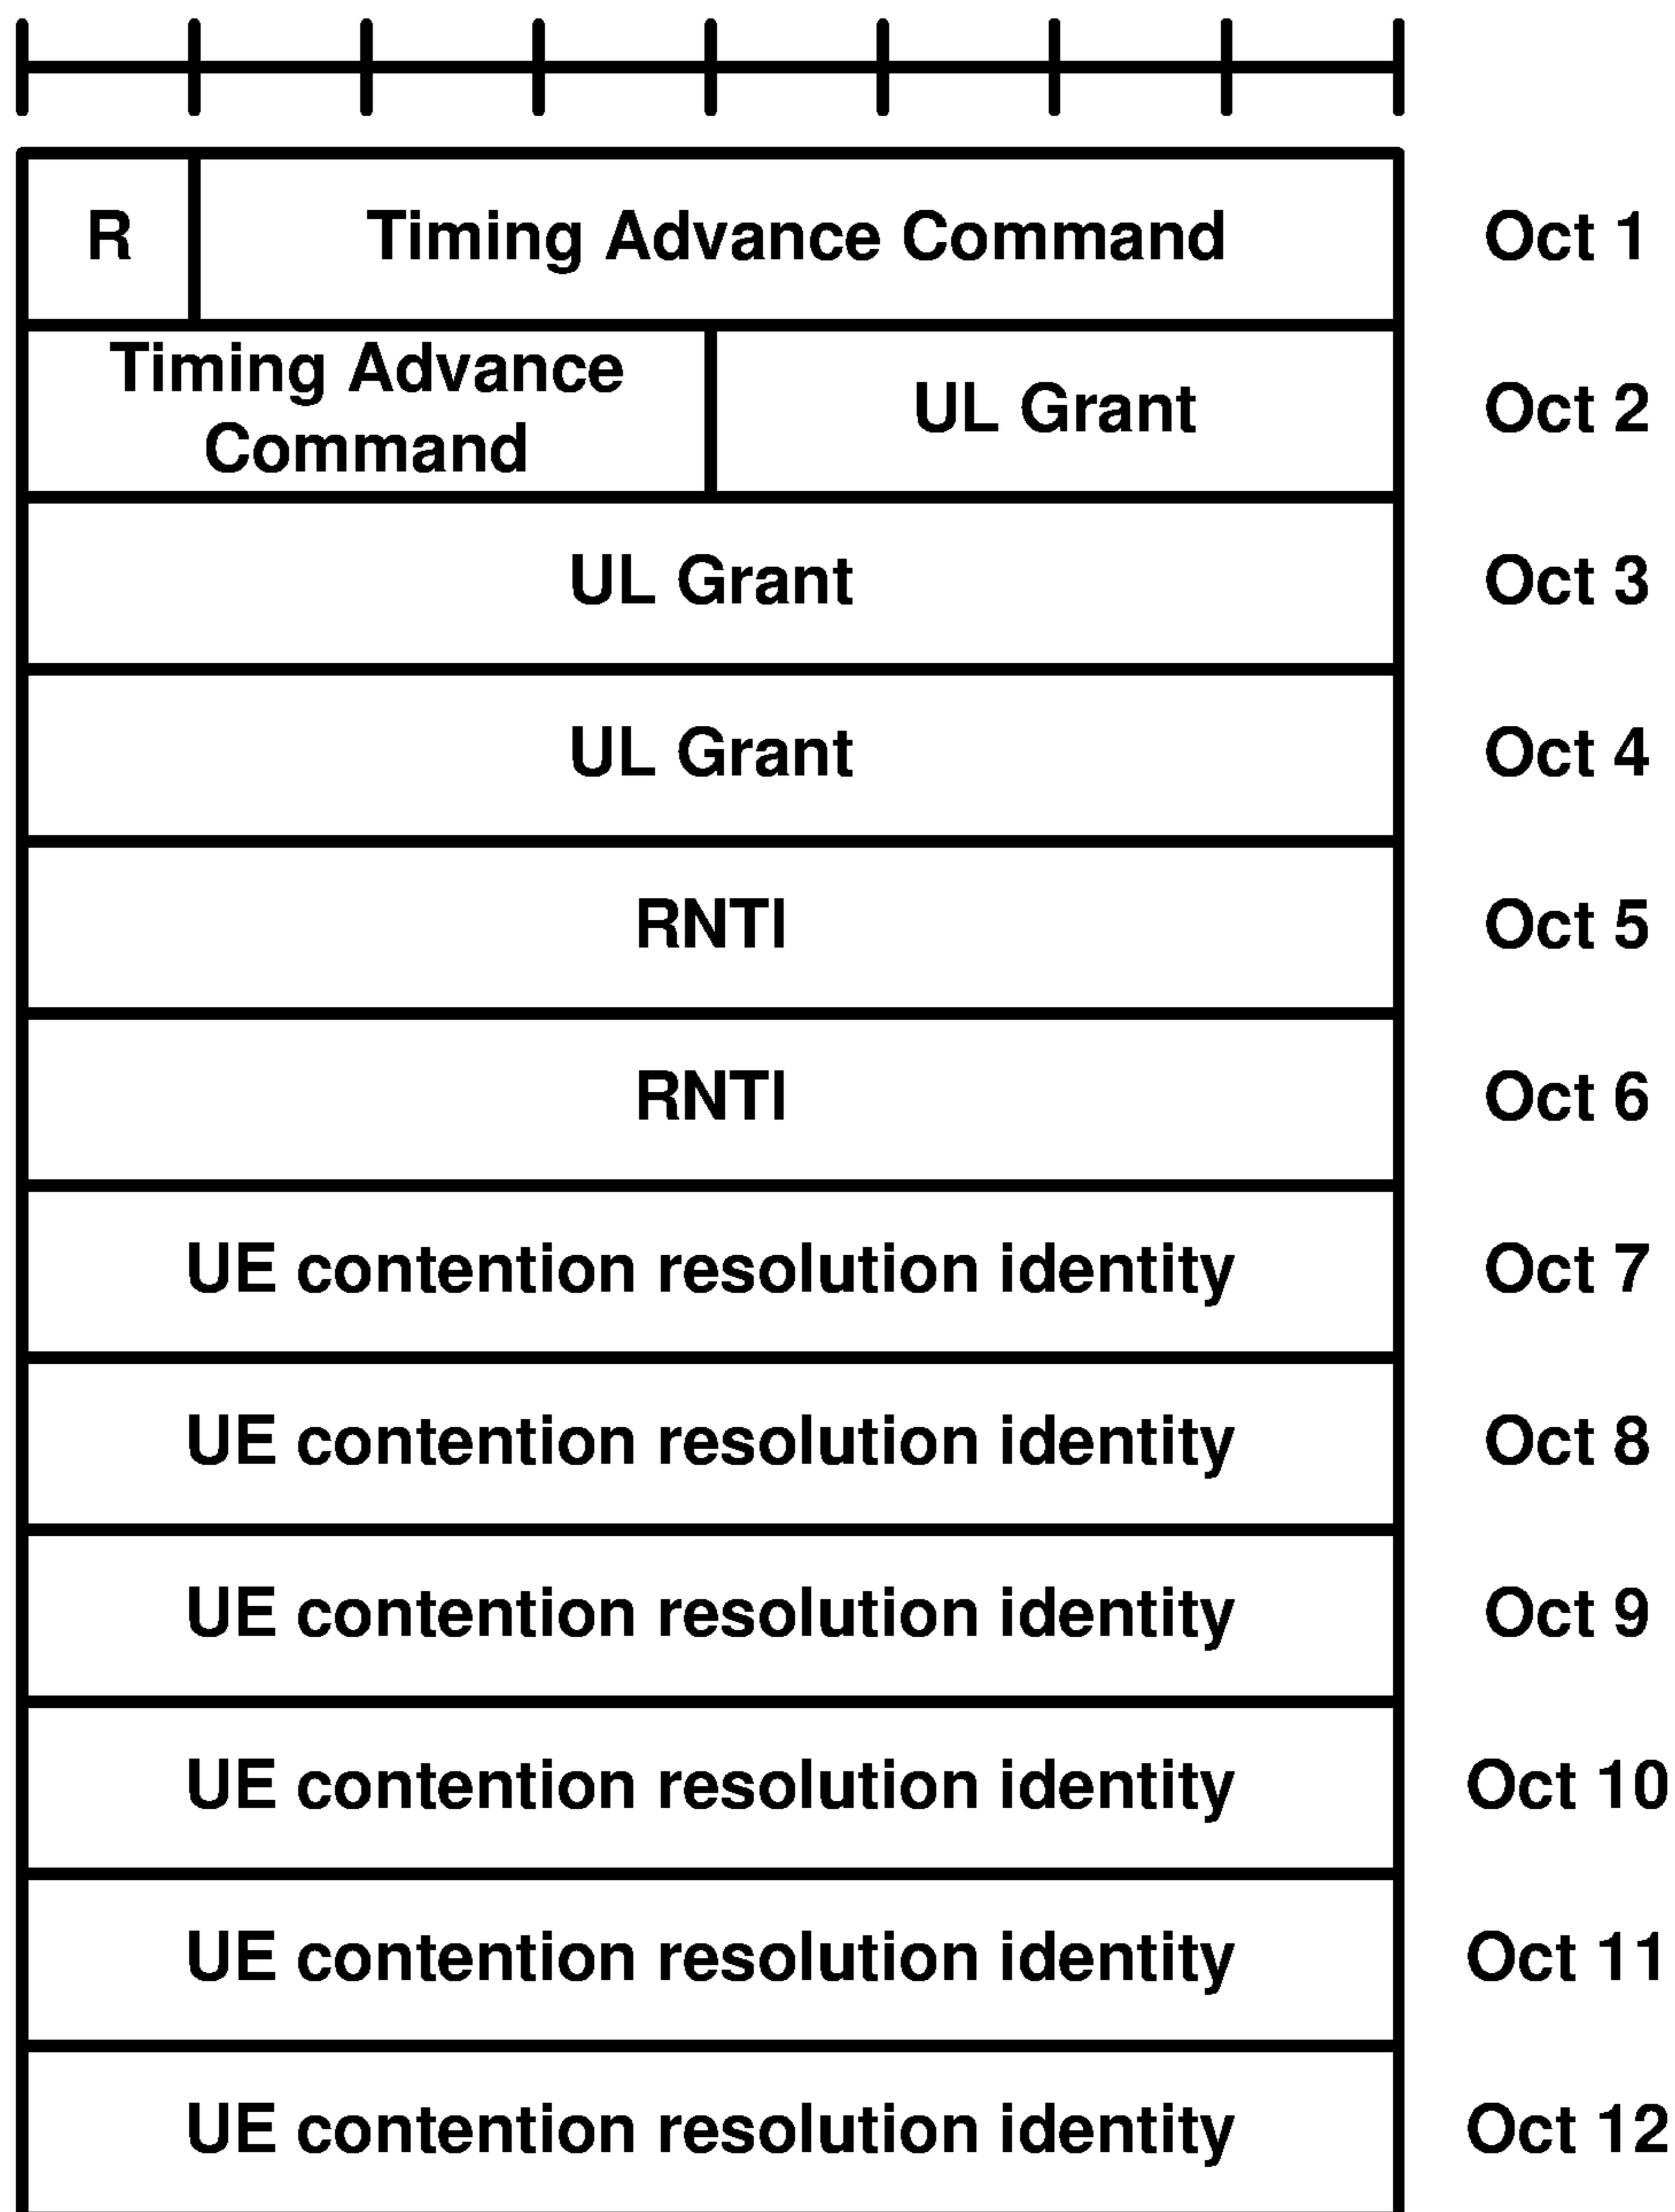 R Timing Advance Command Oct 1
Timing Advance
Command UL Grant Oct 2
UL Grant Oct 3
UL Grant Oct 4
RNTI Oct 5
RNTI Oct 6
UE contention resolution identity Oct 7
UE contention resolution identity Oct 8
UE contention resolution identity Oct 9
UE contention resolution identity Oct 10
UE contention resolution identity Oct 11
UE contention resolution identity Oct 12